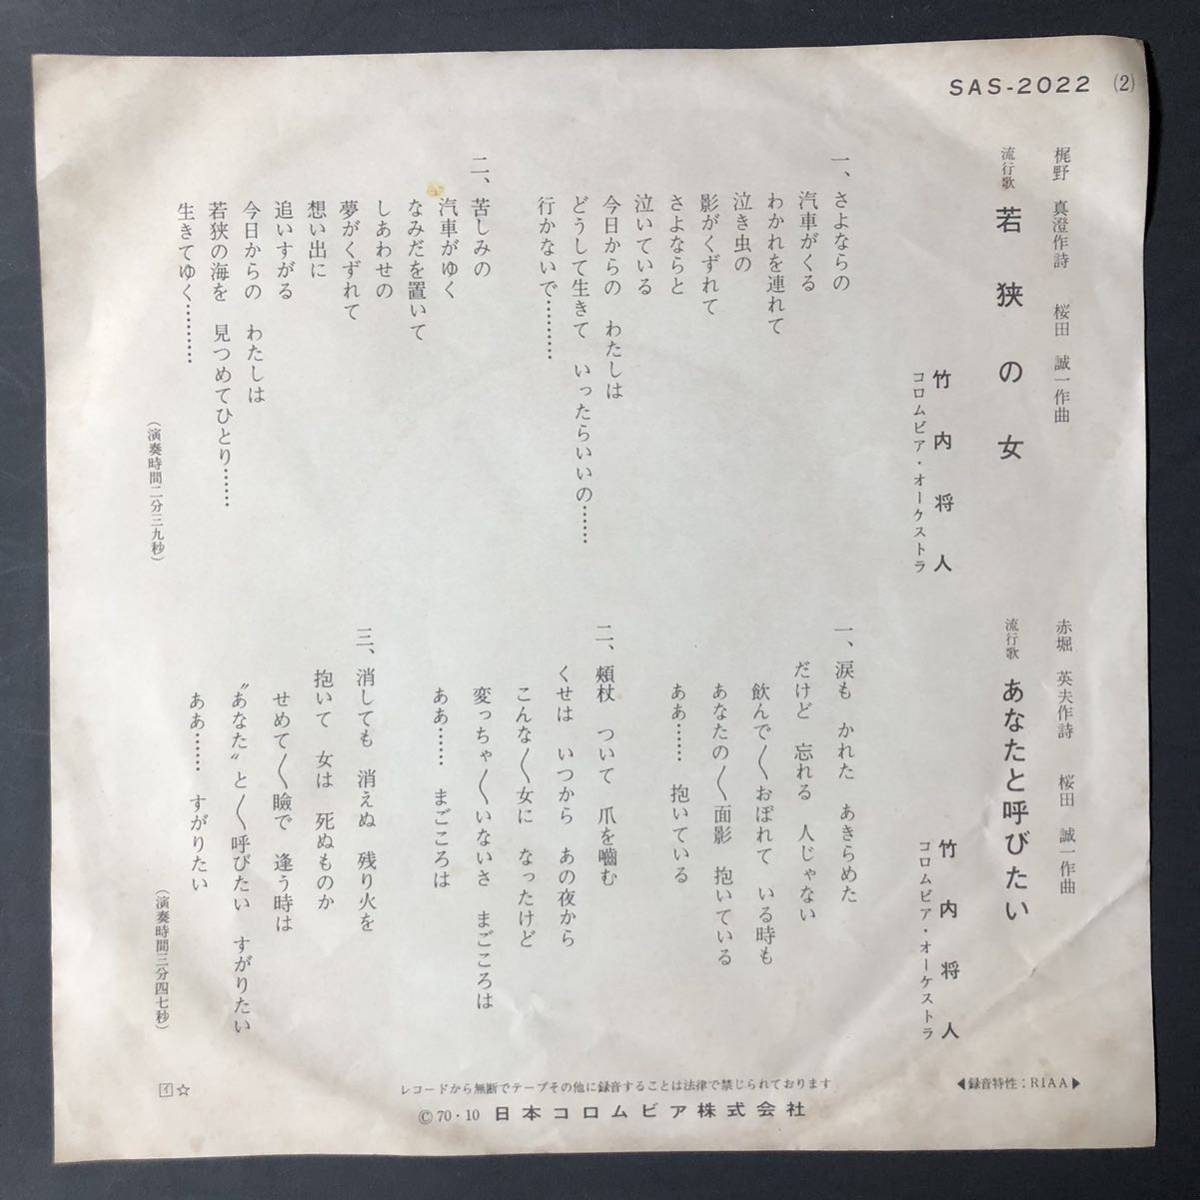 SAS-2022 (2)
梶野 真澄作詩 桜田 誠一作曲
流行歌 若狭の女
竹内将人
コロムビア・オーケストラ
一、さよならの
汽車がくる
わかれを連れて
泣き虫の
影がくずれて
さよならと
泣いている
今日からの わたしは
どうして生きて いったらいいの……
行かないで…………
二、苦しみの
汽車がゆく
なみだを置いて
しあわせの
夢がくずれて
想い出に
追いすがる
今日からの わたしは
若狭の海を 見つめてひとり……
生きてゆく…………
(演奏時間二分三九秒)
赤堀 英夫作詩 桜田 誠一作曲
流行歌 あなたと呼びたい
竹内将人
コロムビア・オーケストラ
一、涙も かれた あきらめた
だけど 忘れる 人じゃない
飲んで〱おぼれて いる時も
あなたの〱面影 抱いている
ああ…… 抱いている
二、頰杖 ついて 爪を嚙む
くせは いつから あの夜から
こんな〱女に なったけど
変っちゃ〱いないさ まごころは
ああ…… まごころは
三、消しても 消えぬ 残り火を
抱いて 女は 死ぬものか
せめて〱瞼で 逢う時は
〝あなた〟と〱呼びたい すがりたい
ああ…… すがりたい
(演奏時間三分四七秒)
イ☆
レコードから無断でテープその他に録音することは法律で禁じられております
Ⓒ70・10 日本コロムビア株式会社
◀録音特性：RIAA▶